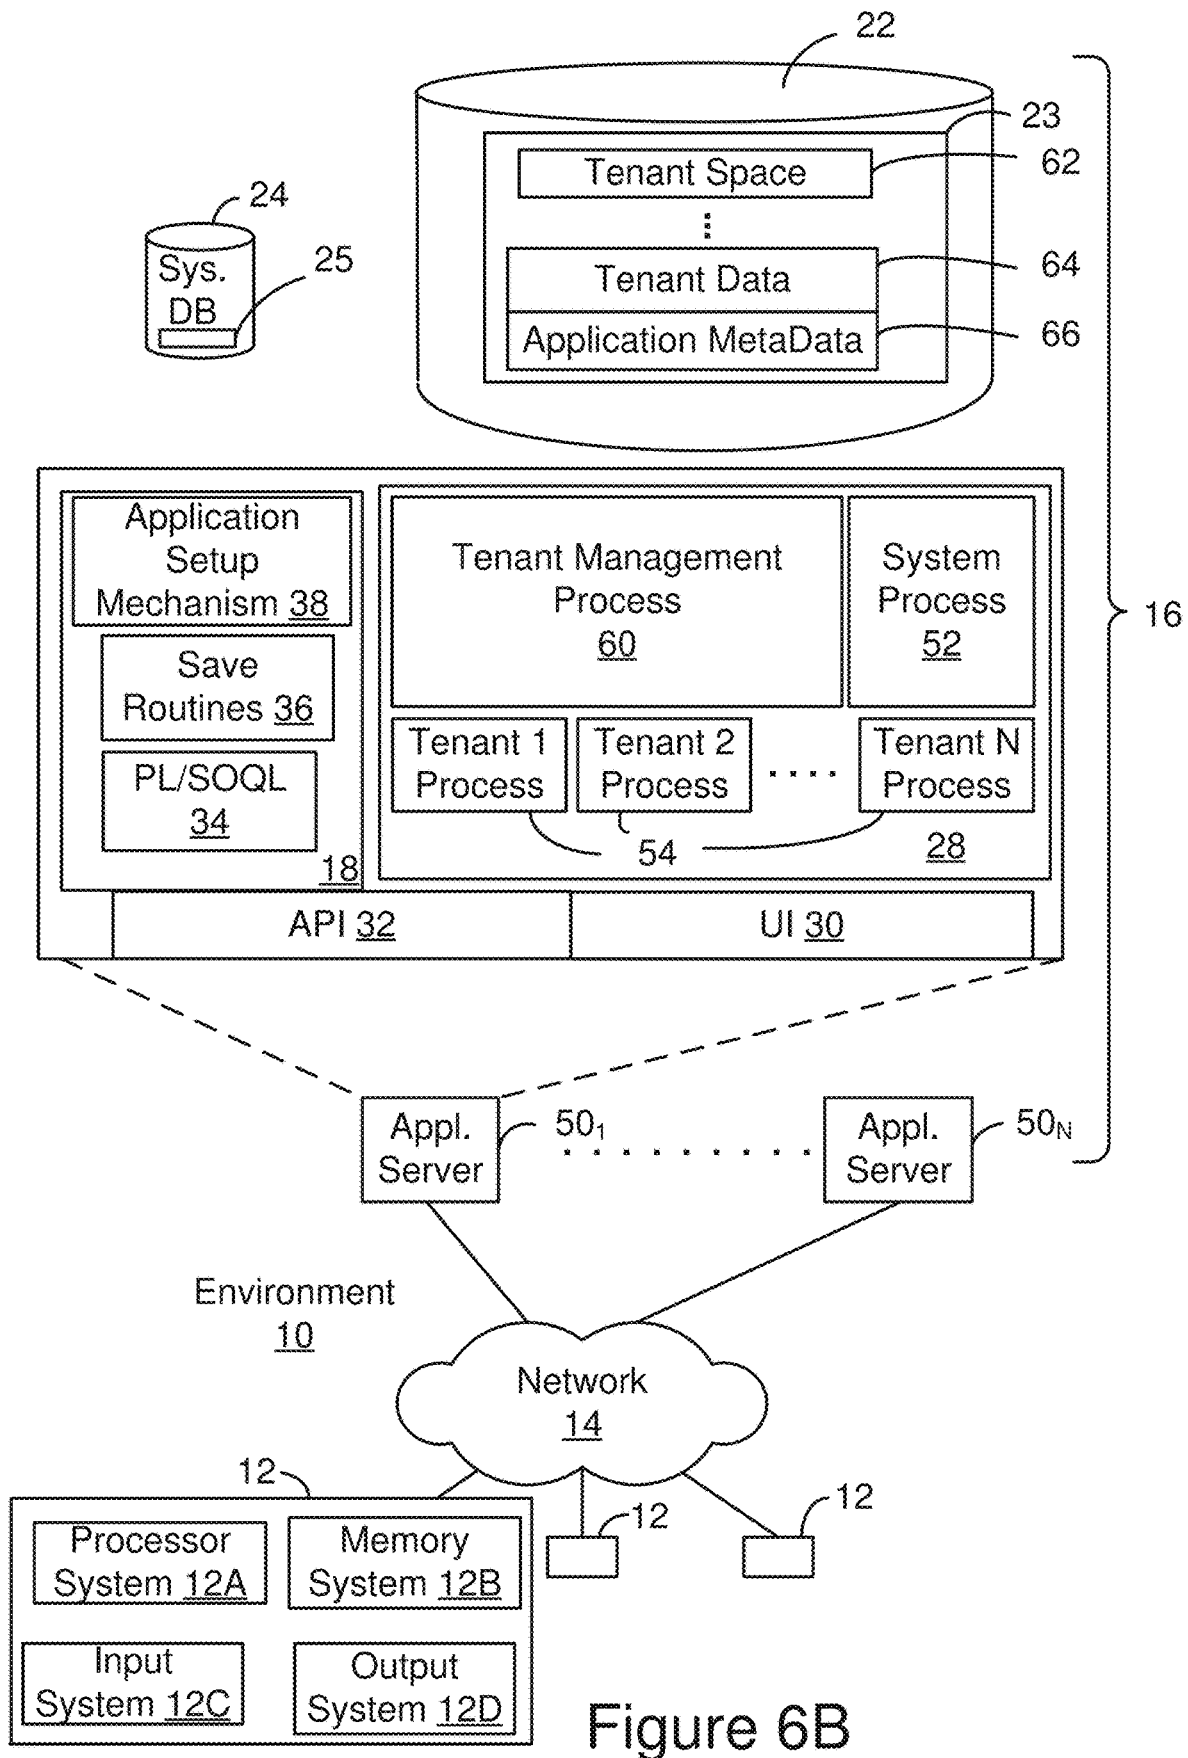 22
23
Tenant Space
62
24
Sys.
DB
25
Tenant Data
64
Application MetaData
66
Application
Setup
Mechanism 38
Tenant Management
Process
60
System
Process
52
16
Save
Routines 36
Tenant 1
Process
Tenant 2
Process
Tenant N
Process
PL/SOQL
34
54
28
18
API 32
UI 30
Appl.
Server
50₁
Appl.
Server
50N
Environment
10
Network
14
12
12
12
Processor
System 12A
Memory
System 12B
Input
System 12C
Output
System 12D
Figure 6B